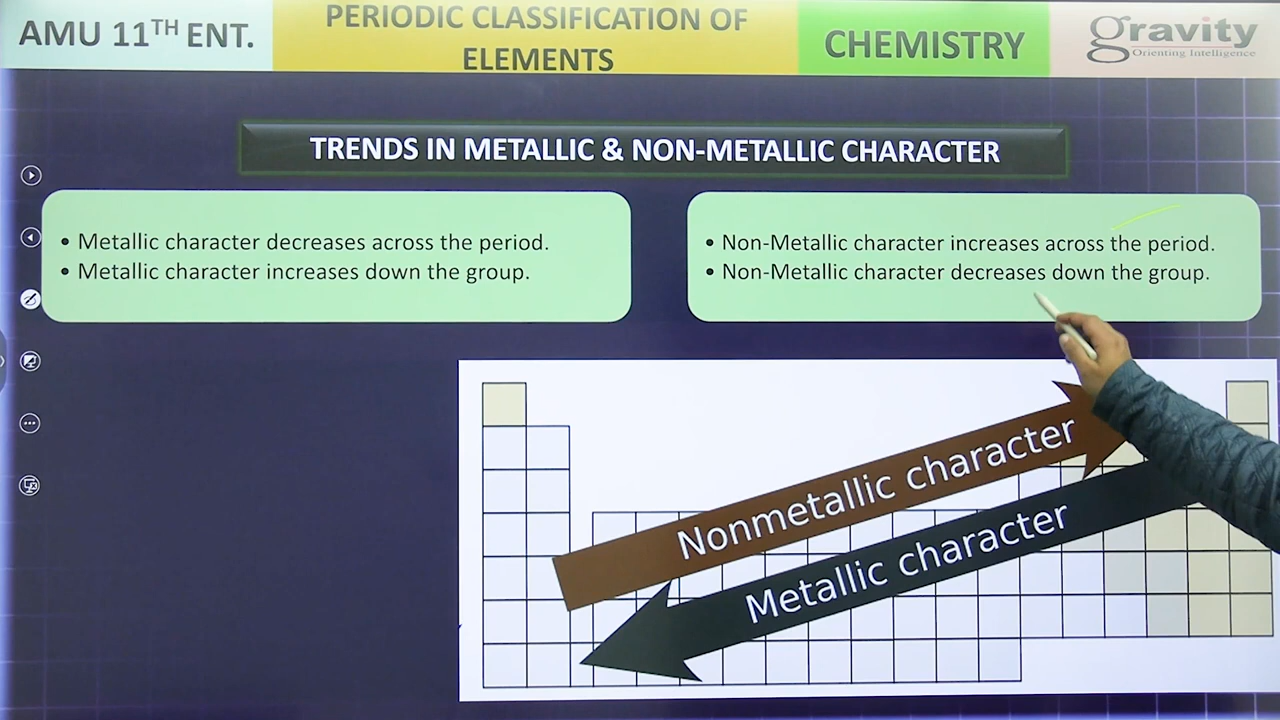 AMU 11TH ENT.
PERIODIC CLASSIFICATION OF
ELEMENTS
CHEMISTRY
gravity
Orienting Intelligence
TRENDS IN METALLIC & NON-METALLIC CHARACTER
• Metallic character decreases across the period.
• Metallic character increases down the group.
• Non-Metallic character increases across the period.
• Non-Metallic character decreases down the group.
Nonmetallic character
Metallic character